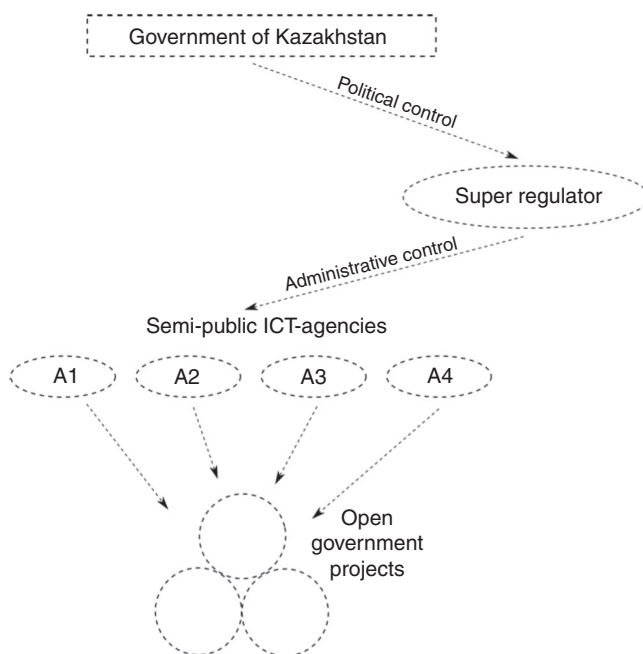 Government of Kazakhstan
Political control
Super regulator
Administrative control
Semi-public ICT-agencies
A1 A2 A3 A4
Open
government
projects